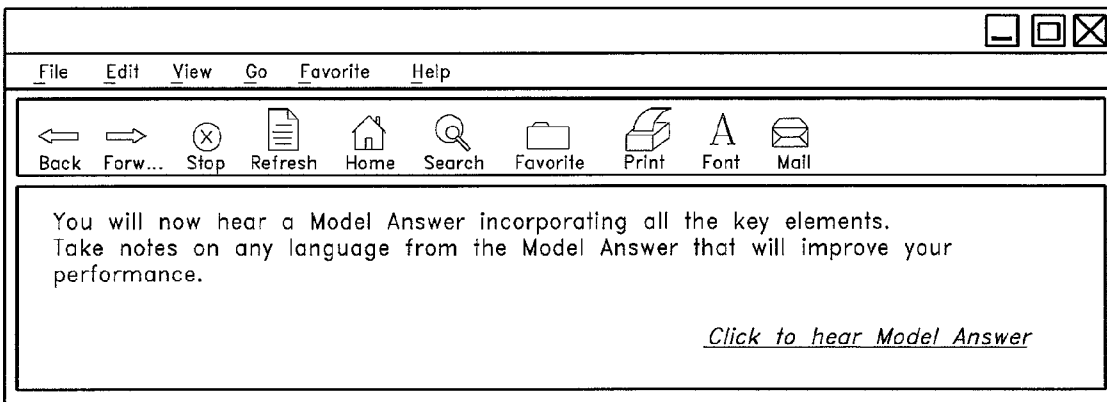 File Edit View Go Favorite Help
Back Forw... Stop Refresh Home Search Favorite Print Font Mail
You will now hear a Model Answer incorporating all the key elements.
Take notes on any language from the Model Answer that will improve your
performance.
Click to hear Model Answer